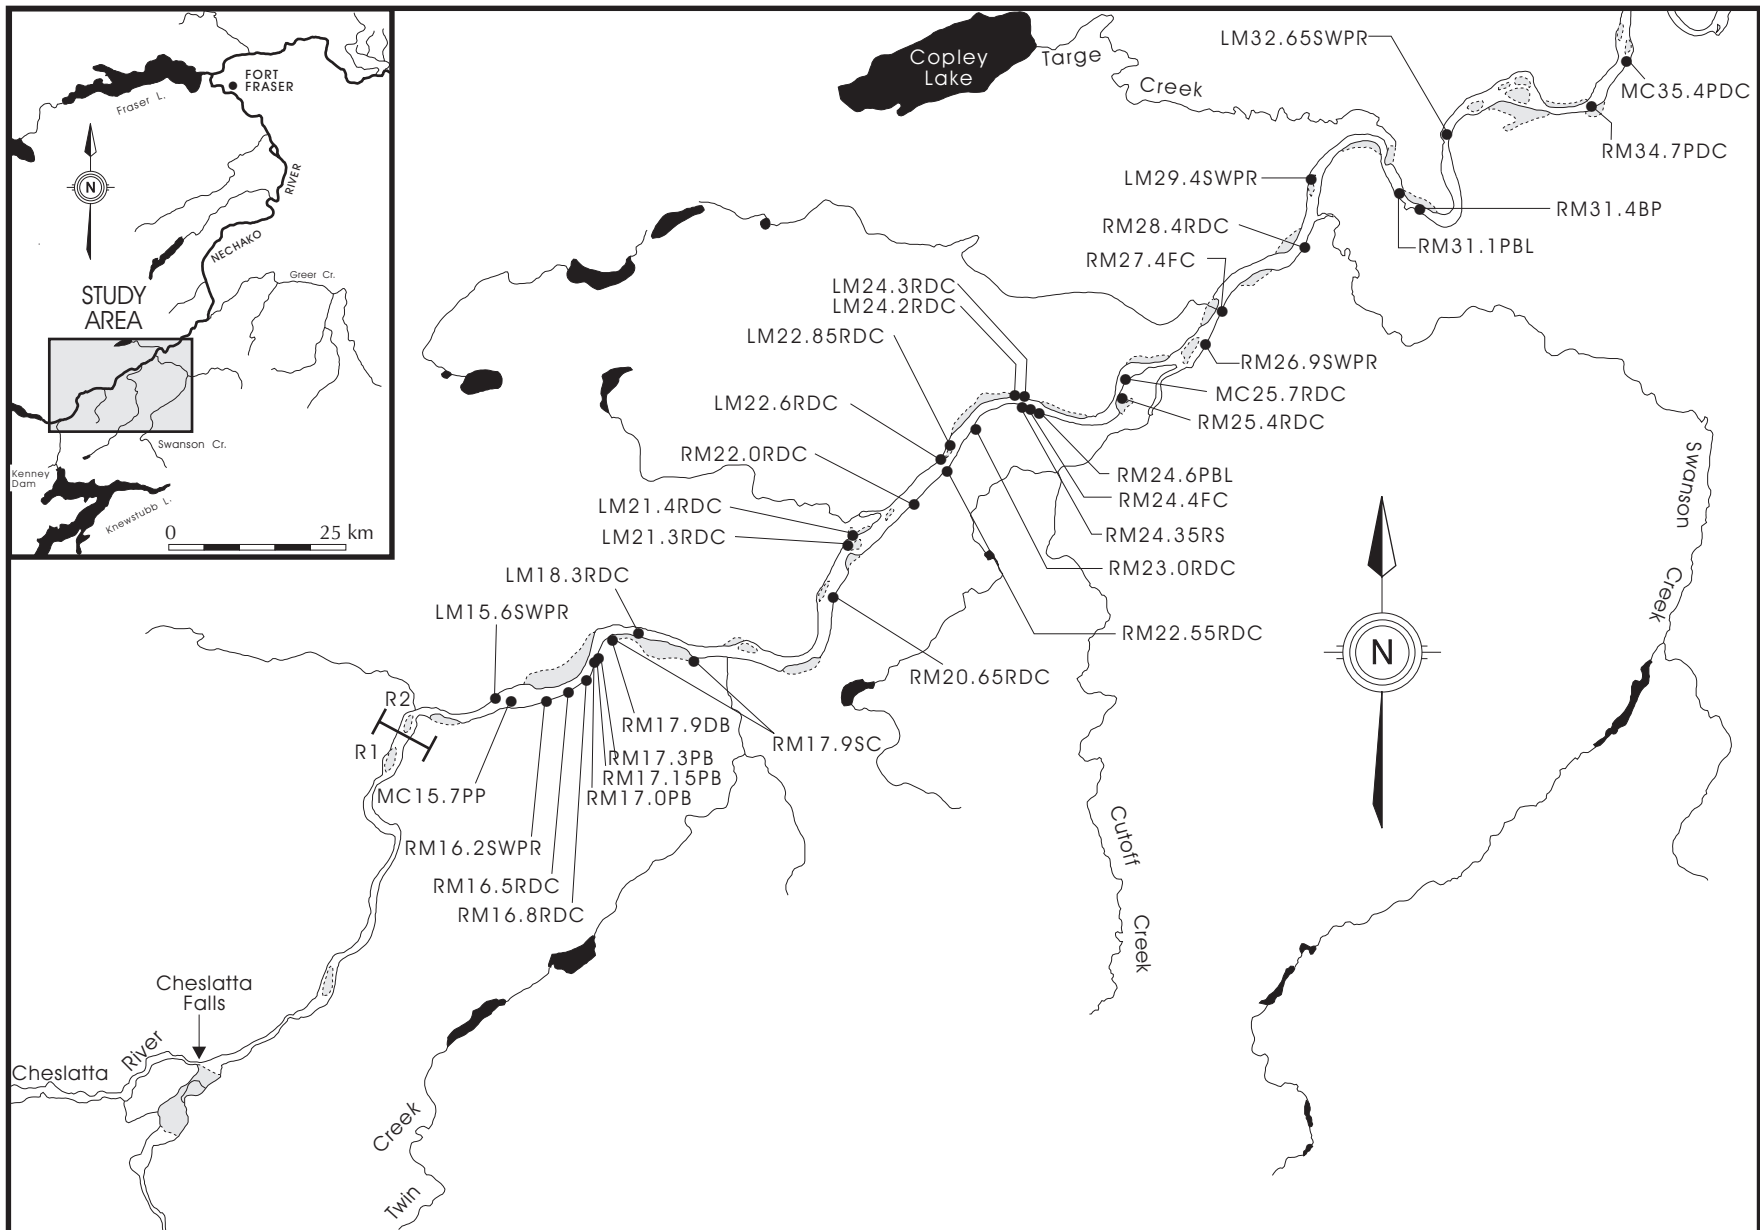 FORT
FRASER
Fraser L.
N
RIVER
NECHAKO
Greer Cr.
STUDY
AREA
Swanson Cr.
Kenney
Dam
Knewstubb L.
0 25 km
Copley
Lake
Targe
Creek
LM32.65SWPR
MC35.4PDC
RM34.7PDC
LM29.4SWPR
RM31.4BP
RM28.4RDC
RM31.1PBL
RM27.4FC
LM24.3RDC
LM24.2RDC
LM22.85RDC
RM26.9SWPR
MC25.7RDC
LM22.6RDC
RM25.4RDC
RM22.0RDC
RM24.6PBL
RM24.4FC
LM21.4RDC
RM24.35RS
LM21.3RDC
RM23.0RDC
LM18.3RDC
LM15.6SWPR
RM22.55RDC
RM20.65RDC
R2
R1
RM17.9DB
RM17.9SC
RM17.3PB
RM17.15PB
RM17.0PB
MC15.7PP
RM16.2SWPR
RM16.5RDC
RM16.8RDC
N
Swanson
Creek
Cutoff
Creek
Cheslatta
Falls
Cheslatta
River
Twin
Creek